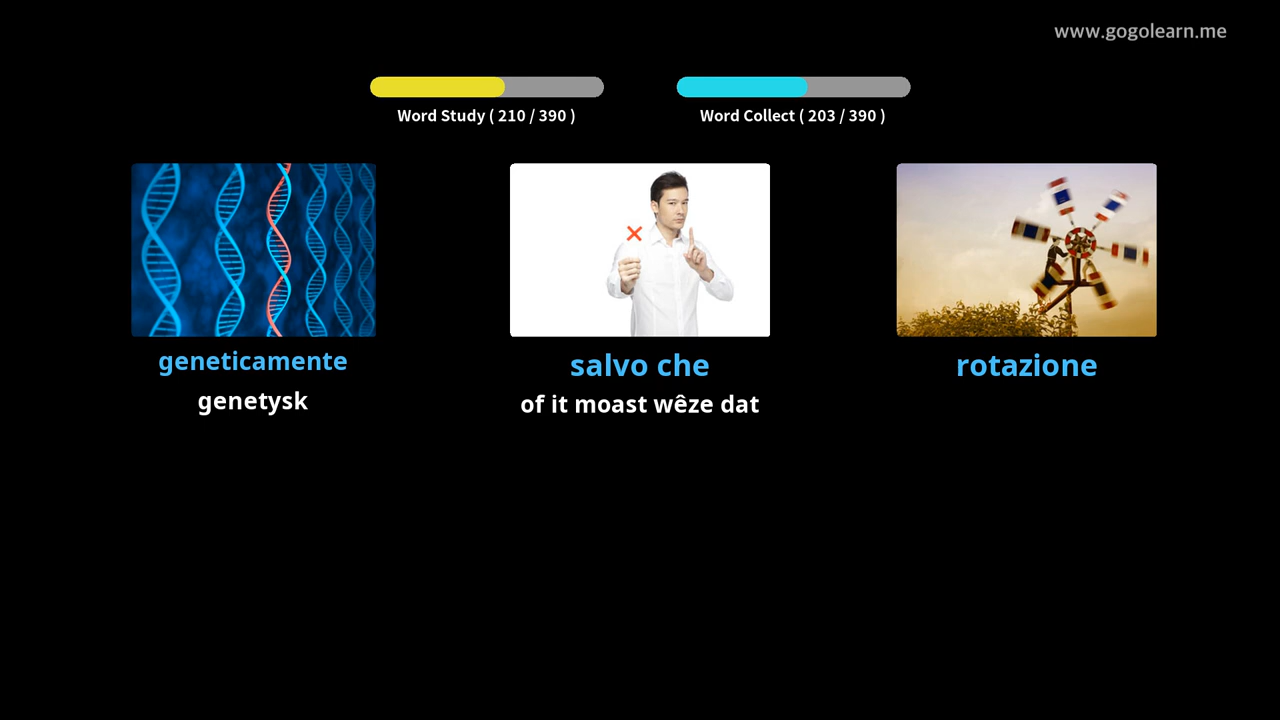 www.gogolearn.me
Word Study ( 210 / 390 )
Word Collect ( 203 / 390 )
geneticamente
genetysk
salvo che
of it moast wêze dat
rotazione